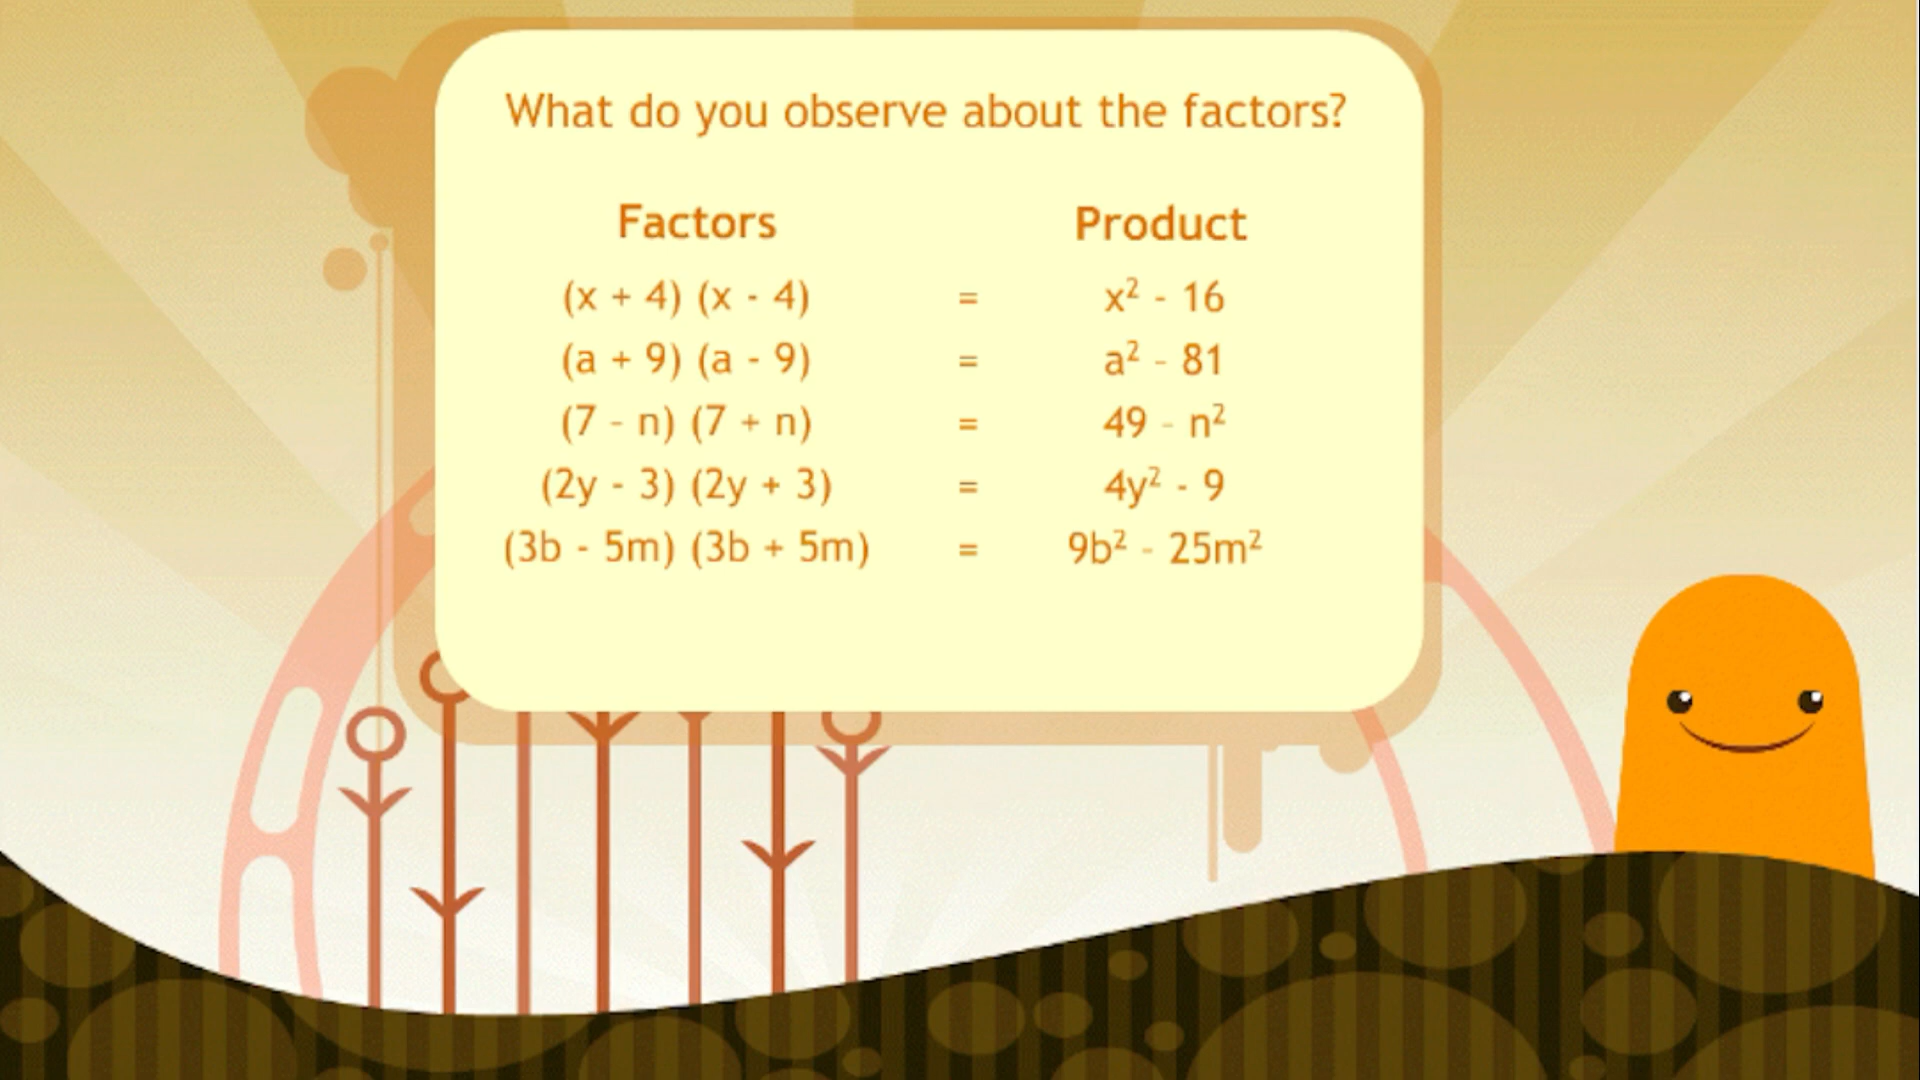 What do you observe about the factors?
Factors Product
(x + 4) (x - 4) = x² - 16
(a + 9) (a - 9) = a² - 81
(7 - n) (7 + n) = 49 - n²
(2y - 3) (2y + 3) = 4y² - 9
(3b - 5m) (3b + 5m) = 9b² - 25m²